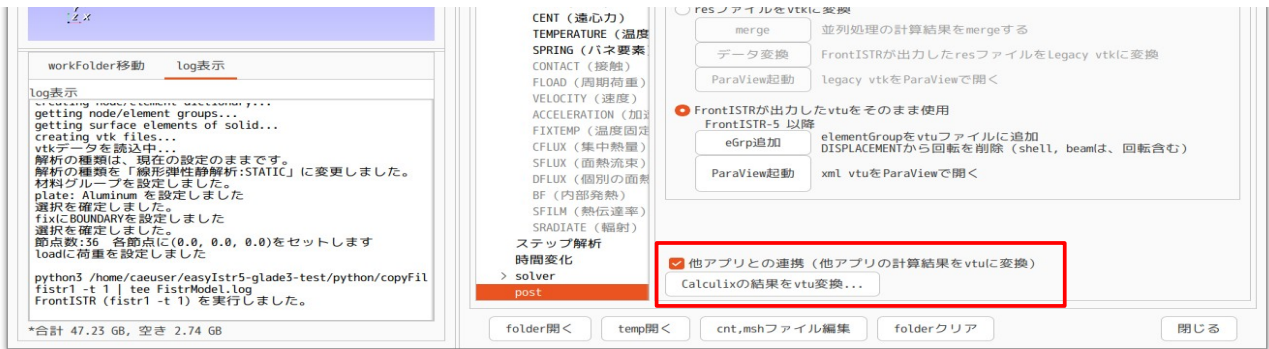 workFolder移動 log表示
log表示
creating node/element dictionary...
getting node/element groups...
getting surface elements of solid...
creating vtk files...
vtkデータを読込中...
解析の種類は、現在の設定のままです。
解析の種類を「線形弾性静解析:STATIC」に変更しました。
材料グループを設定しました。
plate: Aluminum を設定しました
選択を確定しました。
fixにBOUNDARYを設定しました
選択を確定しました。
節点数:36 各節点に(0.0, 0.0, 0.0)をセットします
loadに荷重を設定しました
python3 /home/caeuser/easyIstr5-glade3-test/python/copyFil
fistr1 -t 1 | tee FistrModel.log
FrontISTR (fistr1 -t 1) を実行しました。
*合計 47.23 GB, 空き 2.74 GB
CENT (遠心力)
TEMPERATURE (温度
SPRING (バネ要素
CONTACT (接触)
FLOAD (周期荷重)
VELOCITY (速度)
ACCELERATION (加速
FIXTEMP (温度固定
CFLUX (集中熱量)
SFLUX (面熱流束)
DFLUX (個別の面熱
BF (内部発熱)
SFILM (熱伝達率)
SRADIATE (輻射)
ステップ解析
時間変化
> solver
post
resファイルをvtkに変換
merge 並列処理の計算結果をmergeする
データ変換 FrontISTRが出力したresファイルをLegacy vtkに変換
ParaView起動 legacy vtkをParaViewで開く
FrontISTRが出力したvtuをそのまま使用
FrontISTR-5 以降
eGrp追加 elementGroupをvtuファイルに追加
DISPLACEMENTから回転を削除 (shell, beamは、回転含む)
ParaView起動 xml vtuをParaViewで開く
他アプリとの連携 (他アプリの計算結果をvtuに変換)
Calculixの結果をvtu変換...
folder開く temp開く cnt,mshファイル編集 folderクリア 閉じる